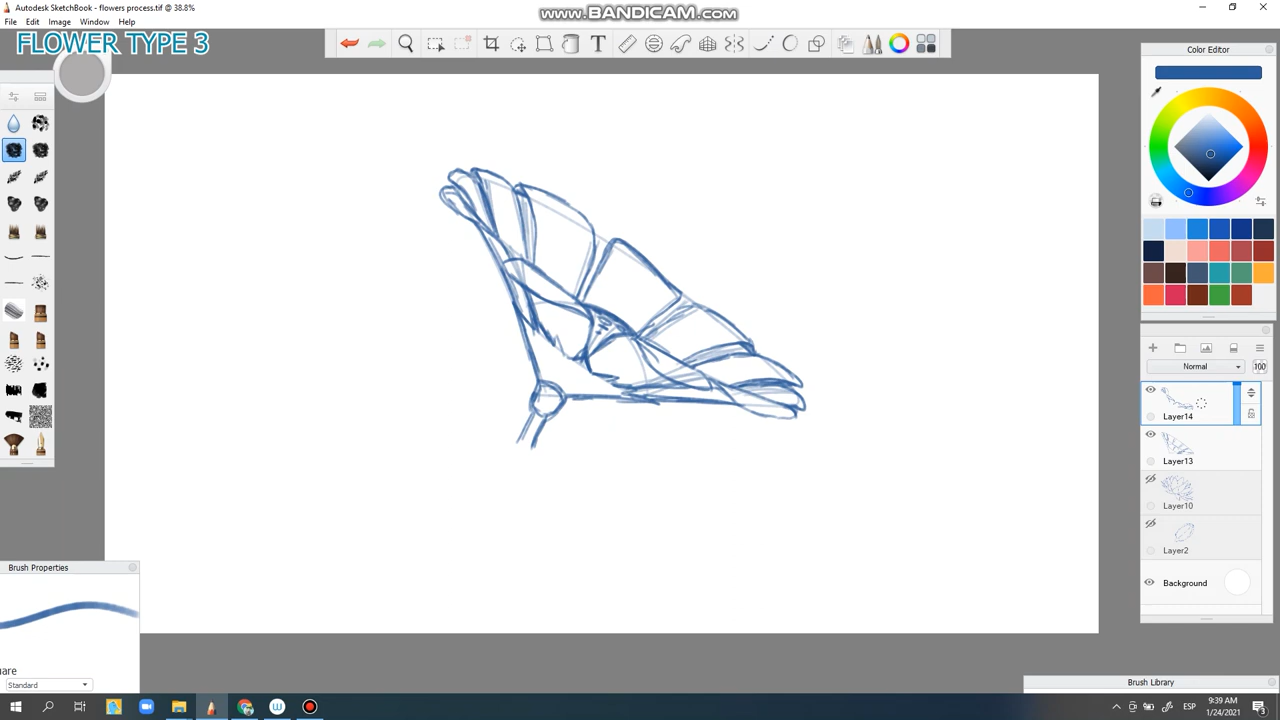 Autodesk SketchBook - flowers process.tif @ 38.8%
www.BANDICAM.com
File Edit Image Window Help
FLOWER TYPE 3
Color Editor
Normal 100
Layer14
Layer13
Layer10
Layer2
Background
Brush Properties
Standard
Brush Library
ESP
9:39 AM
1/24/2021